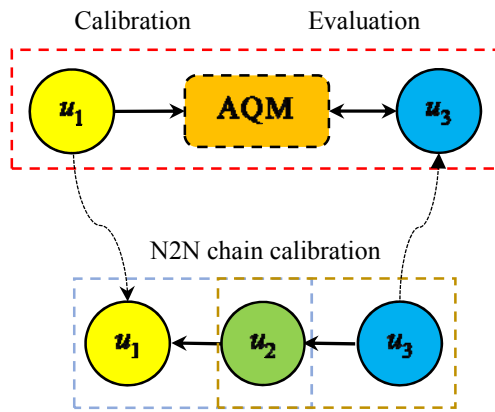 Calibration Evaluation
u1 AQM u3
N2N chain calibration
u1 u2 u3